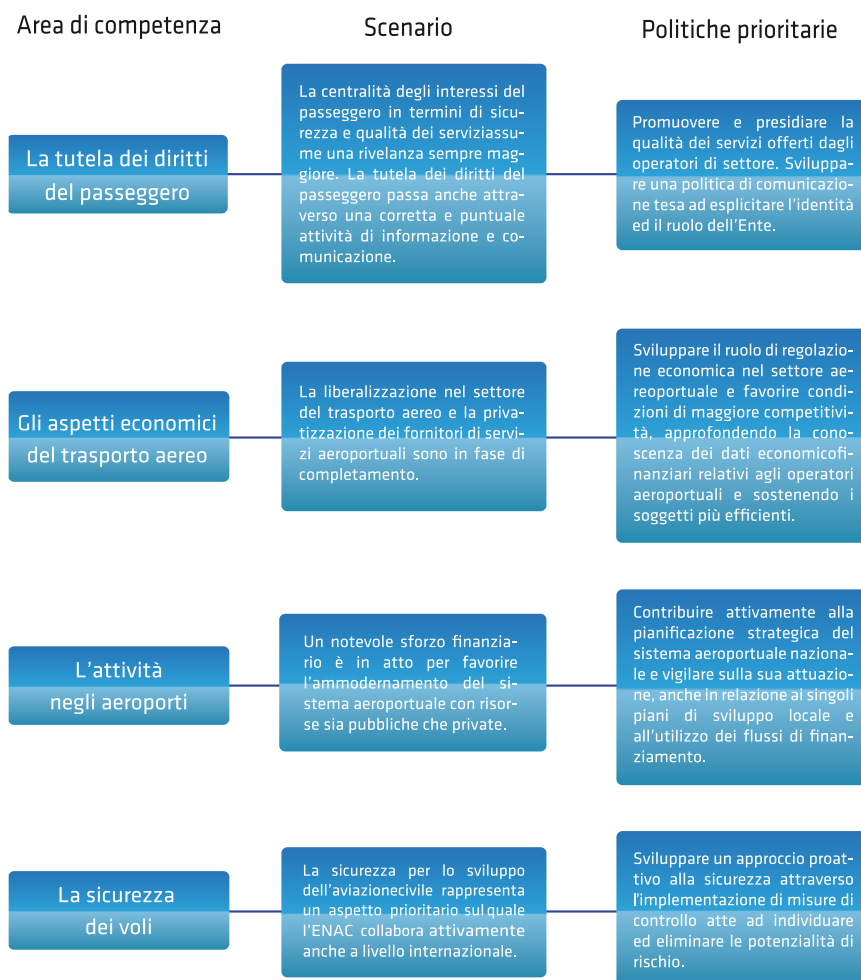 Area di competenza
Scenario
Politiche prioritarie
La tutela dei diritti
del passeggero
La centralità degli interessi del
passeggero in termini di sicu-
rezza e qualità dei serviziassu-
me una rivelanza sempre mag-
giore. La tutela dei diritti del
passeggero passa anche attra-
verso una corretta e puntuale
attività di informazione e co-
municazione.
Promuovere e presidiare la
qualità dei servizi offerti dagli
operatori di settore. Sviluppa-
re una politica di comunicazio-
ne tesa ad esplicitare l'identità
ed il ruolo dell'Ente.
Gli aspetti economici
del trasporto aereo
La liberalizzazione nel settore
del trasporto aereo e la priva-
tizzazione dei fornitori di servi-
zi aeroportuali sono in fase di
completamento.
Sviluppare il ruolo di regolazio-
ne economica nel settore ae-
reoportuale e favorire condi-
zioni di maggiore competitivi-
tà, approfondendo la cono-
scenza dei dati economicofi-
nanziari relativi agli operatori
aeroportuali e sostenendo i
soggetti più efficienti.
L'attività
negli aeroporti
Un notevole sforzo finanzia-
rio è in atto per favorire
l'ammodernamento del si-
stema aeroportuale con risor-
se sia pubbliche che private.
Contribuire attivamente alla
pianificazione strategica del
sistema aeroportuale naziona-
le e vigilare sulla sua attuazio-
ne, anche in relazione ai singoli
piani di sviluppo locale e
all'utilizzo dei flussi di finan-
ziamento.
La sicurezza
dei voli
La sicurezza per lo sviluppo
dell'aviazionecivile rappresenta
un aspetto prioritario sul quale
l'ENAC collabora attivamente
anche a livello internazionale.
Sviluppare un approccio proat-
tivo alla sicurezza attraverso
l'implementazione di misure di
controllo atte ad individuare
ed eliminare le potenzialità di
rischio.